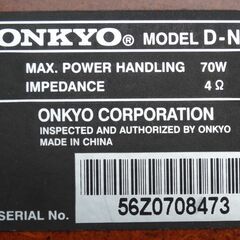 ONKYO® MODEL D-N
MAX. POWER HANDLING 70W
IMPEDANCE 4 Ω
ONKYO CORPORATION
INSPECTED AND AUTHORIZED BY ONKYO
MADE IN CHINA
SERIAL No. 56Z0708473